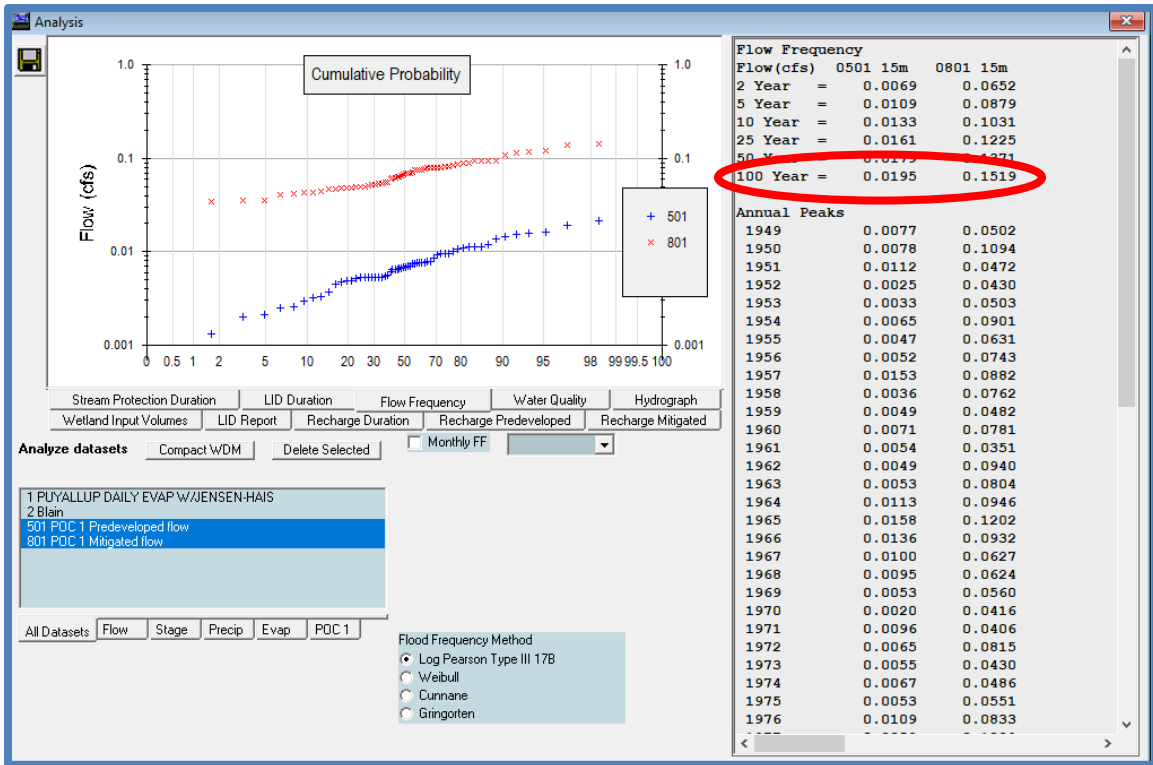 Analysis
Cumulative Probability
Flow (cfs)
1.0
0.1
0.01
0.001
1.0
0.1
0.001
0 0.5 1 2 5 10 20 30 50 70 80 90 95 98 99 99.5 100
501
801
Stream Protection Duration LID Duration Flow Frequency Water Quality Hydrograph
Wetland Input Volumes LID Report Recharge Duration Recharge Predeveloped Recharge Mitigated
Analyze datasets Compact WDM Delete Selected Monthly FF
1 PUYALLUP DAILY EVAP W/JENSEN-HAIS
2 Blain
501 POC 1 Predeveloped flow
801 POC 1 Mitigated flow
All Datasets Flow Stage Precip Evap POC 1
Flood Frequency Method
Log Pearson Type III 17B
Weibull
Cunnane
Gringorten
Flow Frequency
Flow(cfs) 0501 15m 0801 15m
2 Year = 0.0069 0.0652
5 Year = 0.0109 0.0879
10 Year = 0.0133 0.1031
25 Year = 0.0161 0.1225
50 Year = 0.0179 0.1371
100 Year = 0.0195 0.1519
Annual Peaks
1949 0.0077 0.0502
1950 0.0078 0.1094
1951 0.0112 0.0472
1952 0.0025 0.0430
1953 0.0033 0.0503
1954 0.0065 0.0901
1955 0.0047 0.0631
1956 0.0052 0.0743
1957 0.0153 0.0882
1958 0.0036 0.0762
1959 0.0049 0.0482
1960 0.0071 0.0781
1961 0.0054 0.0351
1962 0.0049 0.0940
1963 0.0053 0.0804
1964 0.0113 0.0946
1965 0.0158 0.1202
1966 0.0136 0.0932
1967 0.0100 0.0627
1968 0.0095 0.0624
1969 0.0053 0.0560
1970 0.0020 0.0416
1971 0.0096 0.0406
1972 0.0065 0.0815
1973 0.0055 0.0430
1974 0.0067 0.0486
1975 0.0053 0.0551
1976 0.0109 0.0833